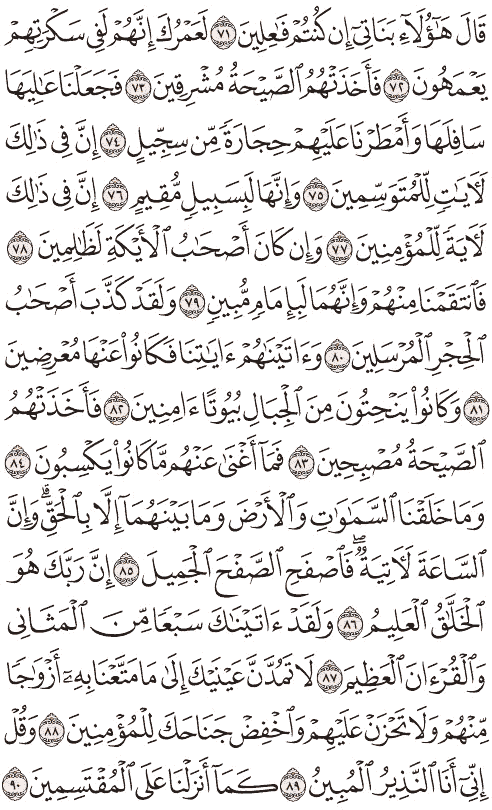 قَالَ هَٰٓؤُلَآءِ بَنَاتِىٓ إِن كُنتُمْ فَٰعِلِينَ ٧١ لَعَمْرُكَ إِنَّهُمْ لَفِى سَكْرَتِهِمْ
يَعْمَهُونَ ٧٢ فَأَخَذَتْهُمُ ٱلصَّيْحَةُ مُشْرِقِينَ ٧٣ فَجَعَلْنَا عَٰلِيَهَا
سَافِلَهَا وَأَمْطَرْنَا عَلَيْهِمْ حِجَارَةً مِّن سِجِّيلٍ ٧٤ إِنَّ فِى ذَٰلِكَ
لَءَايَٰتٍ لِّلْمُتَوَسِّمِينَ ٧٥ وَإِنَّهَا لَبِسَبِيلٍ مُّقِيمٍ ٧٦ إِنَّ فِى ذَٰلِكَ
لَءَايَةً لِّلْمُؤْمِنِينَ ٧٧ وَإِن كَانَ أَصْحَٰبُ ٱلْأَيْكَةِ لَظَٰلِمِينَ ٧٨
فَٱنتَقَمْنَا مِنْهُمْ وَإِنَّهُمَا لَبِإِمَامٍ مُّبِينٍ ٧٩ وَلَقَدْ كَذَّبَ أَصْحَٰبُ
ٱلْحِجْرِ ٱلْمُرْسَلِينَ ٨٠ وَءَاتَيْنَٰهُمْ ءَايَٰتِنَا فَكَانُوا۟ عَنْهَا مُعْرِضِينَ
٨١ وَكَانُوا۟ يَنْحِتُونَ مِنَ ٱلْجِبَالِ بُيُوتًا ءَامِنِينَ ٨٢ فَأَخَذَتْهُمُ
ٱلصَّيْحَةُ مُصْبِحِينَ ٨٣ فَمَآ أَغْنَىٰ عَنْهُم مَّا كَانُوا۟ يَكْسِبُونَ ٨٤
وَمَا خَلَقْنَا ٱلسَّمَٰوَٰتِ وَٱلْأَرْضَ وَمَا بَيْنَهُمَآ إِلَّا بِٱلْحَقِّ ۗ وَإِنَّ
ٱلسَّاعَةَ لَءَاتِيَةٌ ۖ فَٱصْفَحِ ٱلصَّفْحَ ٱلْجَمِيلَ ٨٥ إِنَّ رَبَّكَ هُوَ
ٱلْخَلَّٰقُ ٱلْعَلِيمُ ٨٦ وَلَقَدْ ءَاتَيْنَٰكَ سَبْعًا مِّنَ ٱلْمَثَانِى
وَٱلْقُرْءَانَ ٱلْعَظِيمَ ٨٧ لَا تَمُدَّنَّ عَيْنَيْكَ إِلَىٰ مَا مَتَّعْنَا بِهِۦٓ أَزْوَٰجًا
مِّنْهُمْ وَلَا تَحْزَنْ عَلَيْهِمْ وَٱخْفِضْ جَنَاحَكَ لِلْمُؤْمِنِينَ ٨٨ وَقُلْ
إِنِّىٓ أَنَا ٱلنَّذِيرُ ٱلْمُبِينُ ٨٩ كَمَآ أَنزَلْنَا عَلَى ٱلْمُقْتَسِمِينَ ٩٠